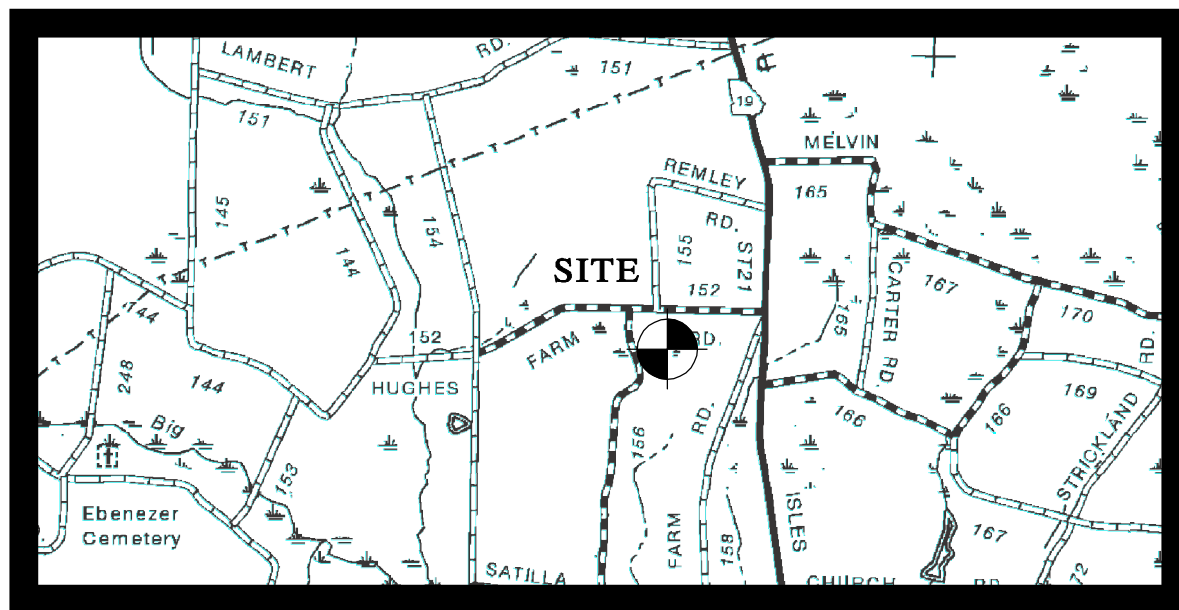 LAMBERT
RD.
151
19
151
MELVIN
REMLEY
165
145
154
RD.
155
ST21
144
SITE
CARTER RD.
167
152
144
165
170
152
FARM
RD.
RD.
248
144
HUGHES
169
166
166
Big
RD.
156
STRICKLAND
153
Ebenezer
Cemetery
ISLES
167
FARM
158
SATILLA
CHURCH
RD
72